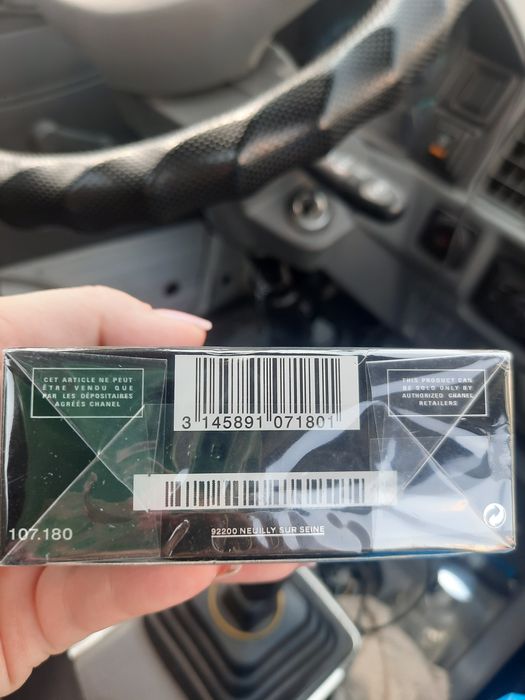 CET ARTICLE NE PEUT
ÊTRE VENDU QUE
PAR LES DÉPOSITAIRES
AGRÉÉS CHANEL
3 145891 071801
THIS PRODUCT CAN
BE SOLD ONLY BY
AUTHORIZED CHANEL
RETAILERS
107.180
92200 NEUILLY SUR SEINE